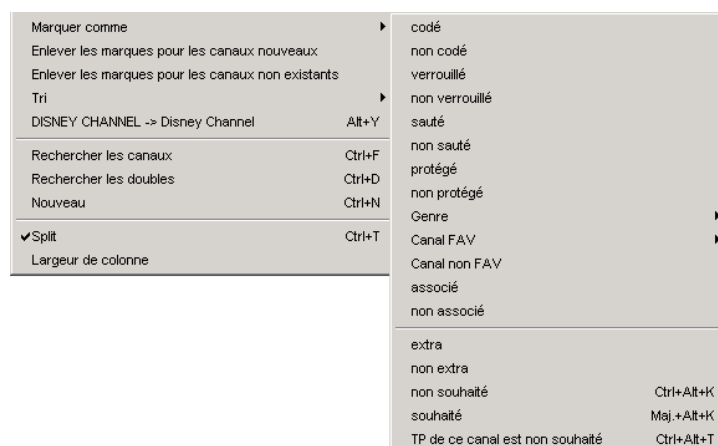 Marquer comme
Enlever les marques pour les canaux nouveaux
Enlever les marques pour les canaux non existants
Tri
DISNEY CHANNEL -> Disney Channel Alt+Y
Rechercher les canaux Ctrl+F
Rechercher les doubles Ctrl+D
Nouveau Ctrl+N
Split Ctrl+T
Largeur de colonne
codé
non codé
verrouillé
non verrouillé
sauté
non sauté
protégé
non protégé
Genre
Canal FAV
Canal non FAV
associé
non associé
extra
non extra
non souhaité Ctrl+Alt+K
souhaité Maj.+Alt+K
TP de ce canal est non souhaité Ctrl+Alt+T